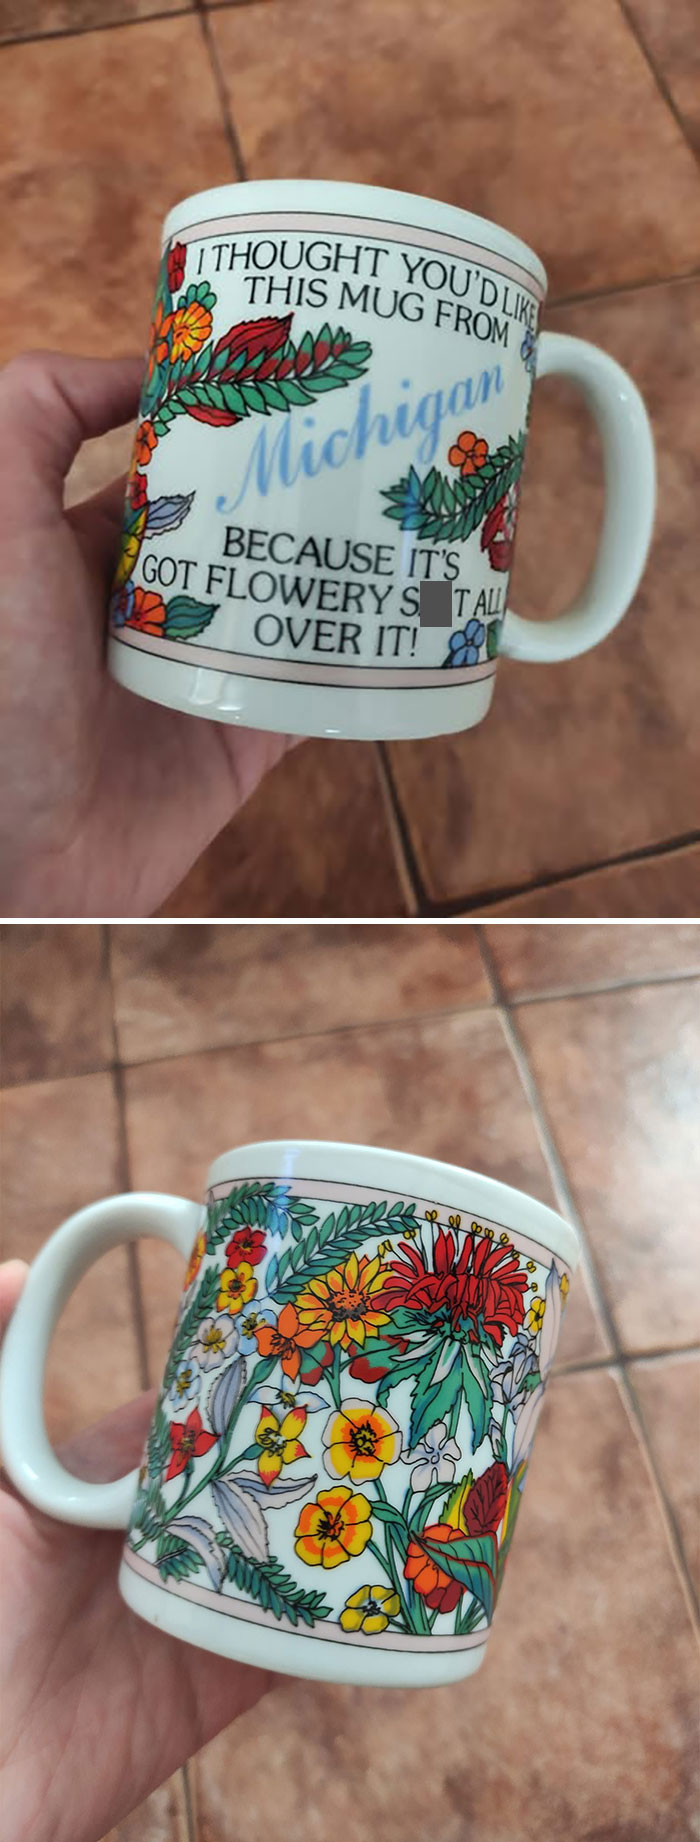 I THOUGHT YOU'D LIKE
THIS MUG FROM
Michigan
BECAUSE IT'S
GOT FLOWERY S T ALL
OVER IT!